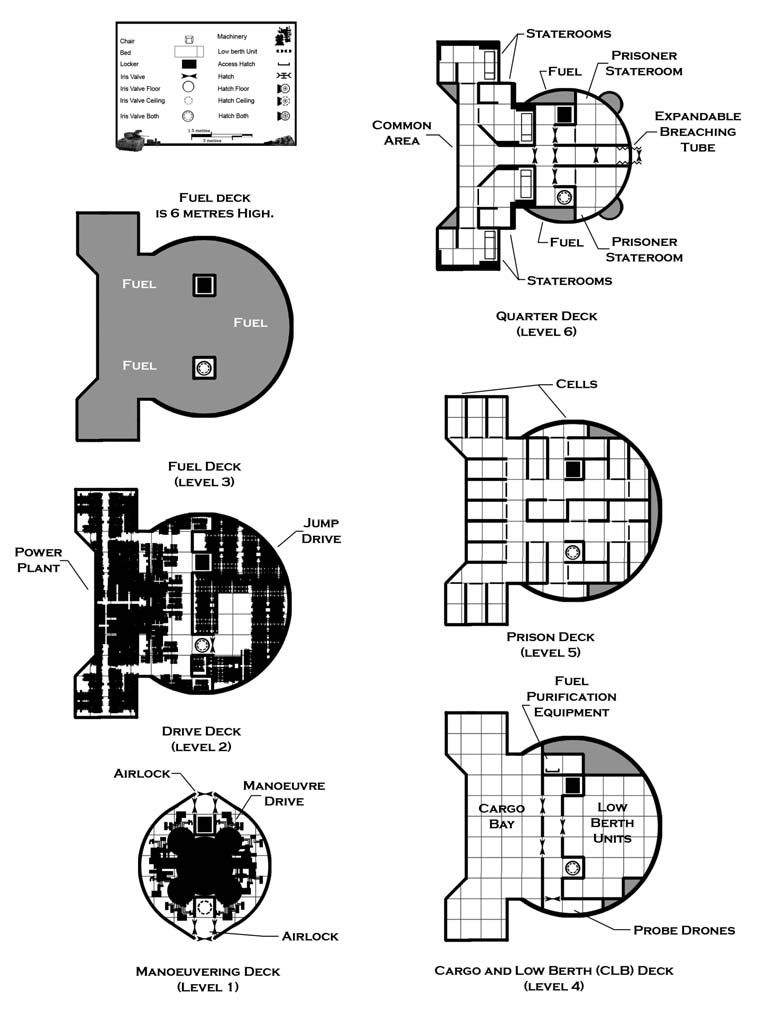 Chair
Machinery
Bed
Low berth Unit
Locker
Access Hatch
Iris Valve
Hatch
Iris Valve Floor
Hatch Floor
Iris Valve Ceiling
Hatch Ceiling
Iris Valve Both
Hatch Both
1.5 metres
3 metres
Staterooms
Prisoner
Stateroom
Fuel
Common
Area
Expandable
Breaching
Tube
Fuel
Prisoner
Stateroom
Staterooms
Quarter Deck
(level 6)
Fuel deck
is 6 metres High.
Fuel
Fuel
Fuel
Fuel Deck
(level 3)
Cells
Prison Deck
(level 5)
Jump
Drive
Power
Plant
Drive Deck
(level 2)
Fuel
Purification
Equipment
Cargo
Bay
Low
Berth
Units
Probe Drones
Cargo and Low Berth (CLB) Deck
(level 4)
Airlock
Manoeuvre
Drive
Airlock
Manoeuvering Deck
(Level 1)